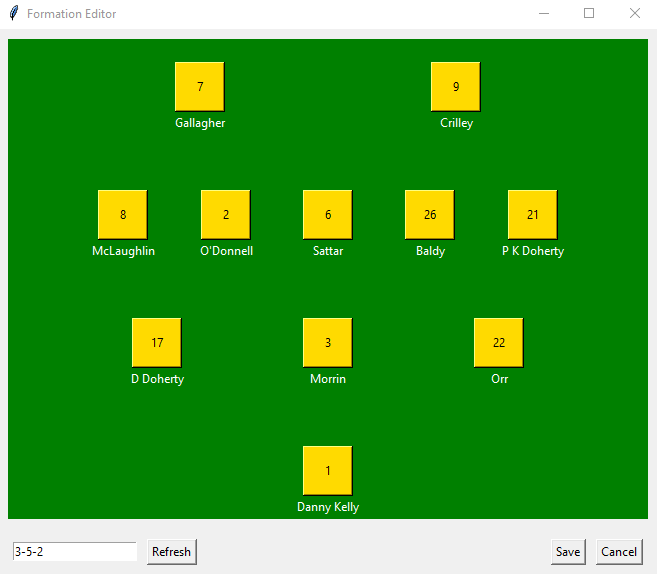 Formation Editor
7 9
Gallagher Crilley
8 2 6 26 21
McLaughlin O'Donnell Sattar Baldy P K Doherty
17 3 22
D Doherty Morrin Orr
1
Danny Kelly
3-5-2 Refresh Save Cancel